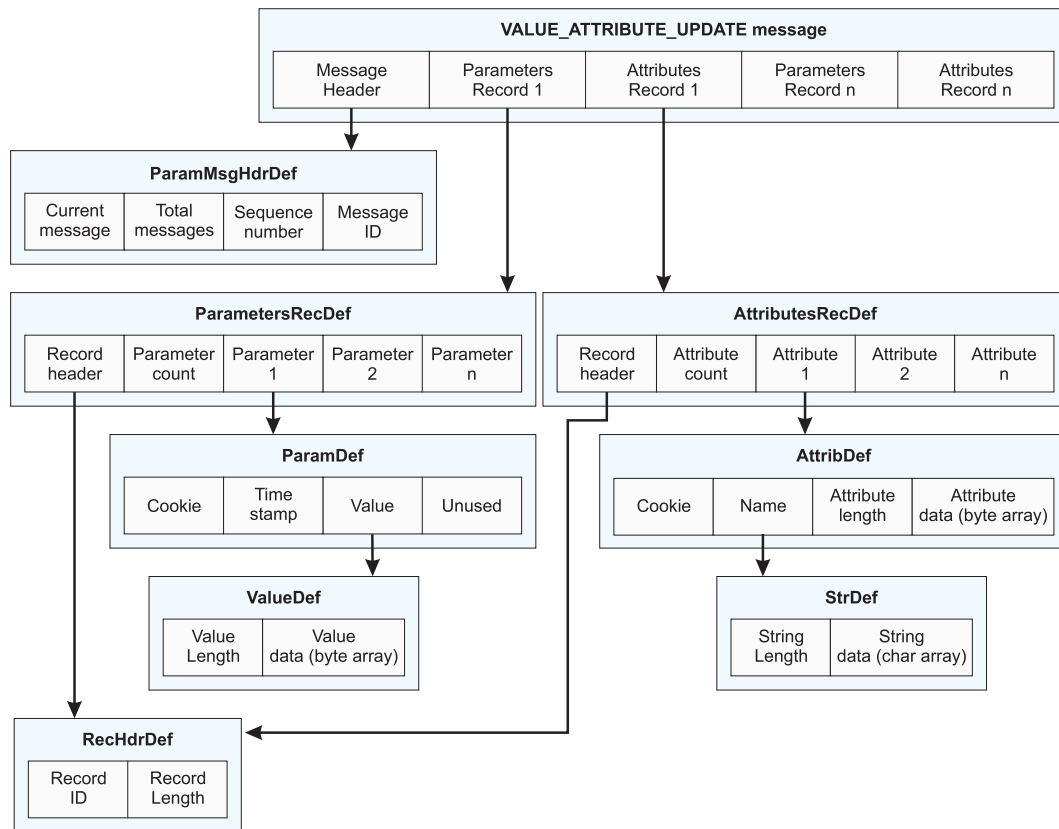 VALUE_ATTRIBUTE_UPDATE message
Message Header
Parameters Record 1
Attributes Record 1
Parameters Record n
Attributes Record n
ParamMsgHdrDef
Current message
Total messages
Sequence number
Message ID
ParametersRecDef
Record header
Parameter count
Parameter 1
Parameter 2
Parameter n
AttributesRecDef
Record header
Attribute count
Attribute 1
Attribute 2
Attribute n
ParamDef
Cookie
Time stamp
Value
Unused
AttribDef
Cookie
Name
Attribute length
Attribute data (byte array)
ValueDef
Value Length
Value data (byte array)
StrDef
String Length
String data (char array)
RecHdrDef
Record ID
Record Length